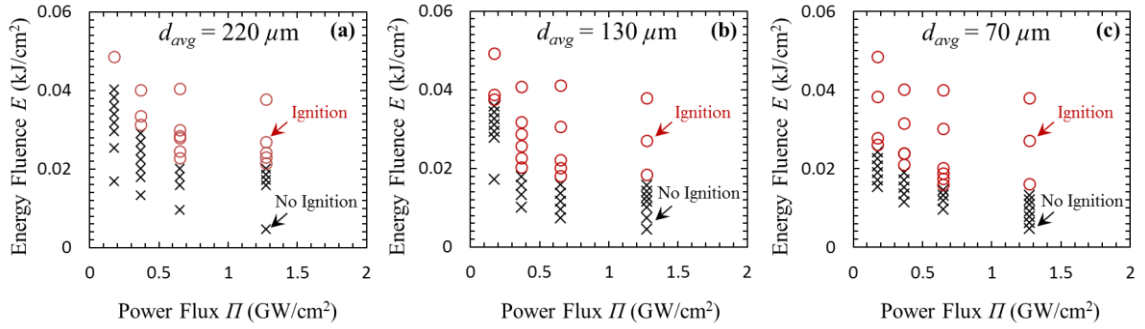 0.06
0.04
0.02
0
Energy Fluence E (kJ/cm²)
d_avg = 220 µm
(a)
Ignition
No Ignition
0 0.5 1 1.5 2
Power Flux Π (GW/cm²)
0.06
0.04
0.02
0
Energy Fluence E (kJ/cm²)
d_avg = 130 µm
(b)
Ignition
No Ignition
0 0.5 1 1.5 2
Power Flux Π (GW/cm²)
0.06
0.04
0.02
0
Energy Fluence E (kJ/cm²)
d_avg = 70 µm
(c)
Ignition
No Ignition
0 0.5 1 1.5 2
Power Flux Π (GW/cm²)